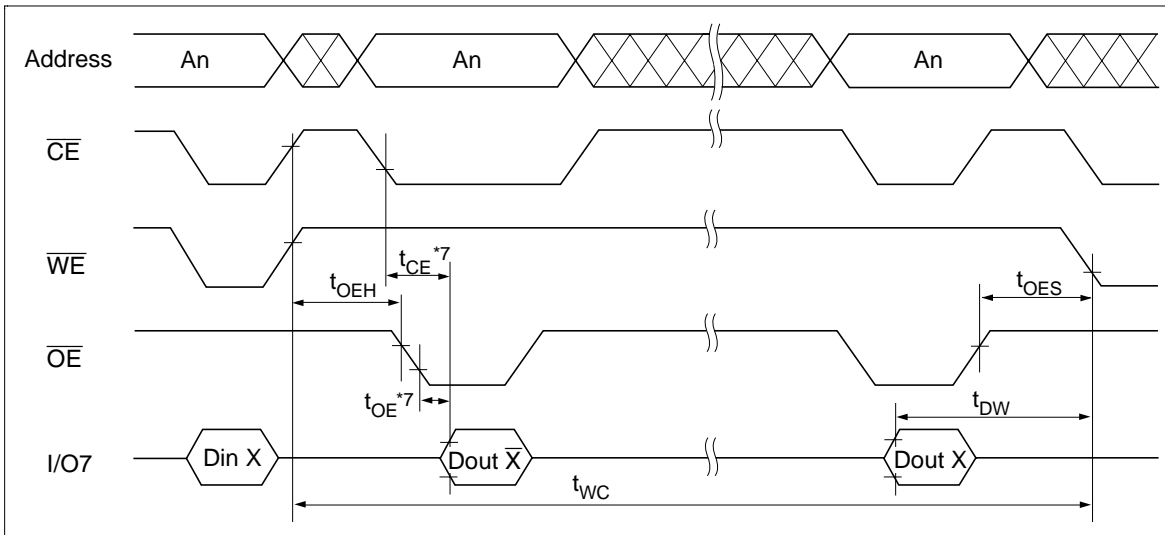 Address An An An
CE
WE
tCE*7
tOEH tOES
OE
tOE*7
tDW
I/O7 Din X Dout X̅ Dout X
tWC